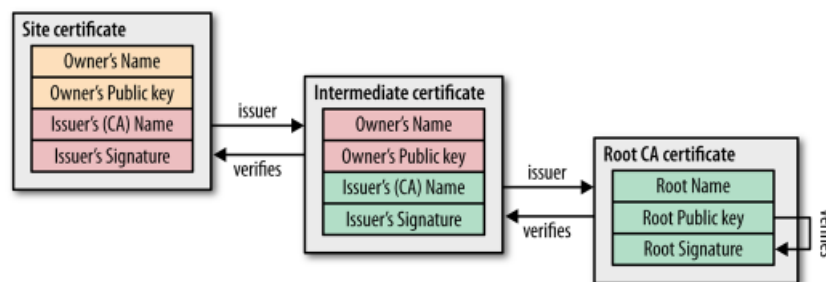 Site certificate
Owner's Name
Owner's Public key
Issuer's (CA) Name
Issuer's Signature
issuer
verifies
Intermediate certificate
Owner's Name
Owner's Public key
Issuer's (CA) Name
Issuer's Signature
issuer
verifies
Root CA certificate
Root Name
Root Public key
Root Signature
verifies